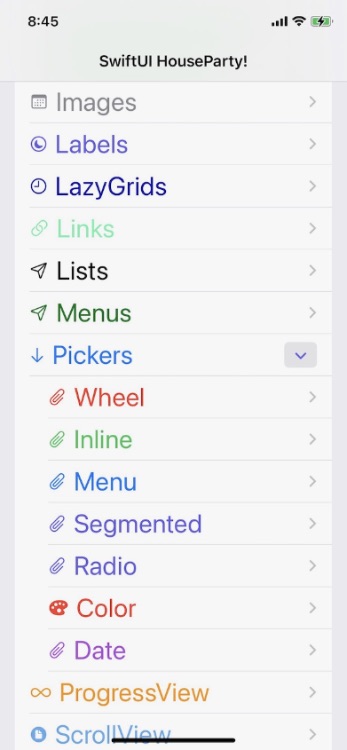 8:45
SwiftUI HouseParty!
Images
Labels
LazyGrids
Links
Lists
Menus
Pickers
Wheel
Inline
Menu
Segmented
Radio
Color
Date
ProgressView
ScrollView